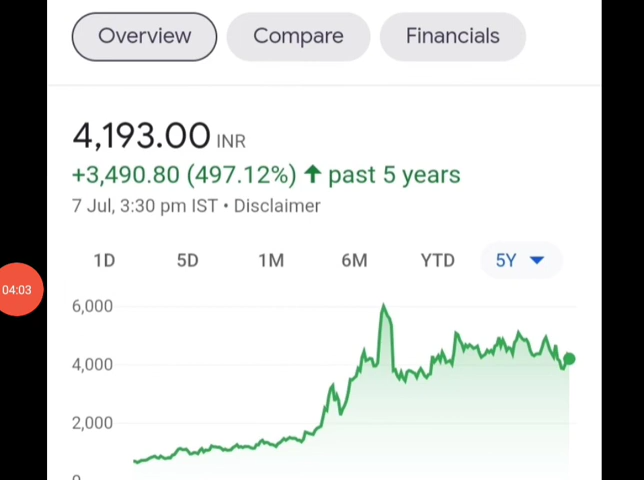 Overview Compare Financials
4,193.00 INR
+3,490.80 (497.12%) ↑ past 5 years
7 Jul, 3:30 pm IST • Disclaimer
1D 5D 1M 6M YTD 5Y
04:03
6,000
4,000
2,000
0